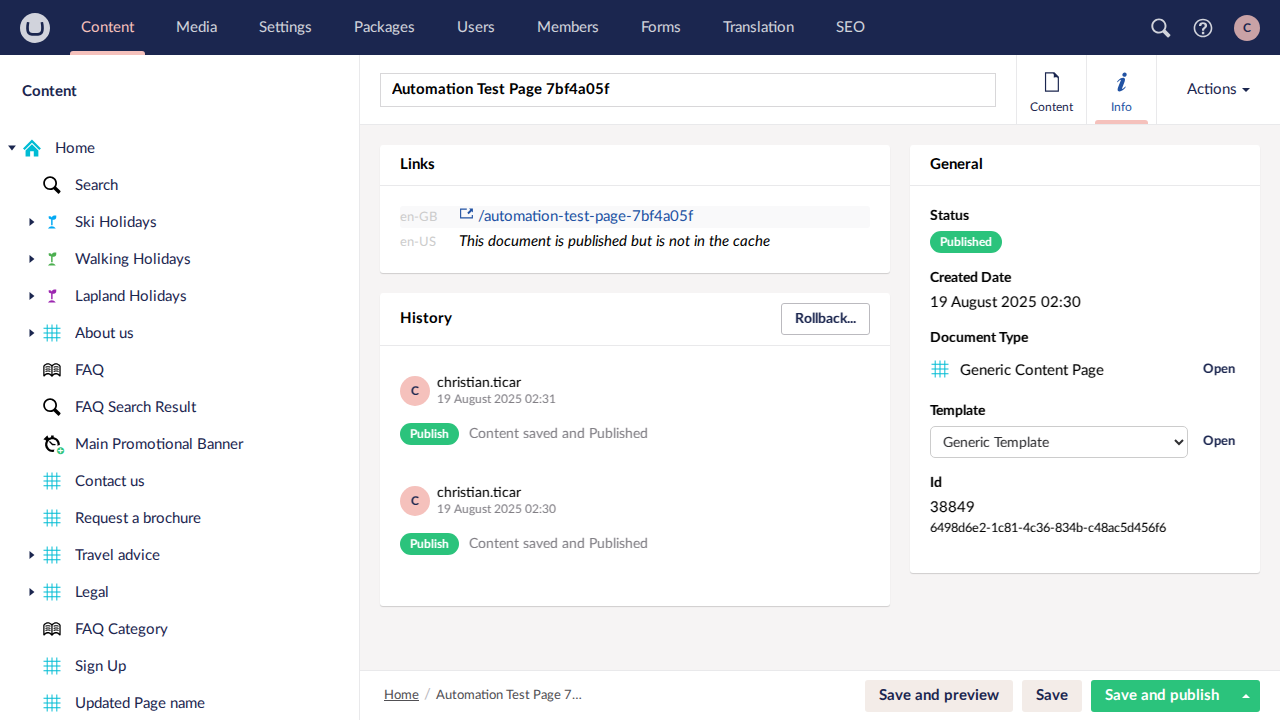 Content Media Settings Packages Users Members Forms Translation SEO C
Content
Automation Test Page 7bf4a05f
Content
Info
Actions
Home
Search
Ski Holidays
Walking Holidays
Lapland Holidays
About us
FAQ
FAQ Search Result
Main Promotional Banner
Contact us
Request a brochure
Travel advice
Legal
FAQ Category
Sign Up
Updated Page name
Links
en-GB /automation-test-page-7bf4a05f
en-US This document is published but is not in the cache
History Rollback...
C christian.ticar
19 August 2025 02:31
Publish Content saved and Published
C christian.ticar
19 August 2025 02:30
Publish Content saved and Published
General
Status
Published
Created Date
19 August 2025 02:30
Document Type
Generic Content Page Open
Template
Generic Template Open
Id
38849
6498d6e2-1c81-4c36-834b-c48ac5d456f6
Home / Automation Test Page 7... Save and preview Save Save and publish